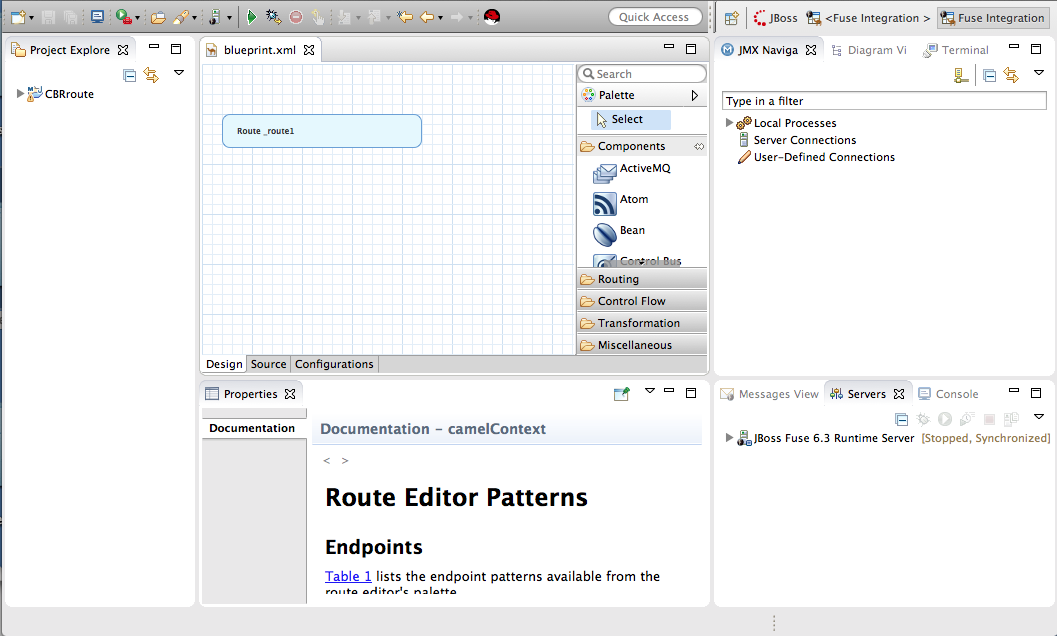 Quick Access
JBoss
<Fuse Integration >
Fuse Integration
Project Explore
CBRroute
blueprint.xml
Route _route1
Search
Palette
Select
Components
ActiveMQ
Atom
Bean
Control Bus
Routing
Control Flow
Transformation
Miscellaneous
Design Source Configurations
JMX Naviga
Diagram Vi
Terminal
Type in a filter
Local Processes
Server Connections
User-Defined Connections
Properties
Documentation
Documentation – camelContext
< >
Route Editor Patterns
Endpoints
Table 1 lists the endpoint patterns available from the
route editor's palette
Messages View
Servers
Console
JBoss Fuse 6.3 Runtime Server [Stopped, Synchronized]